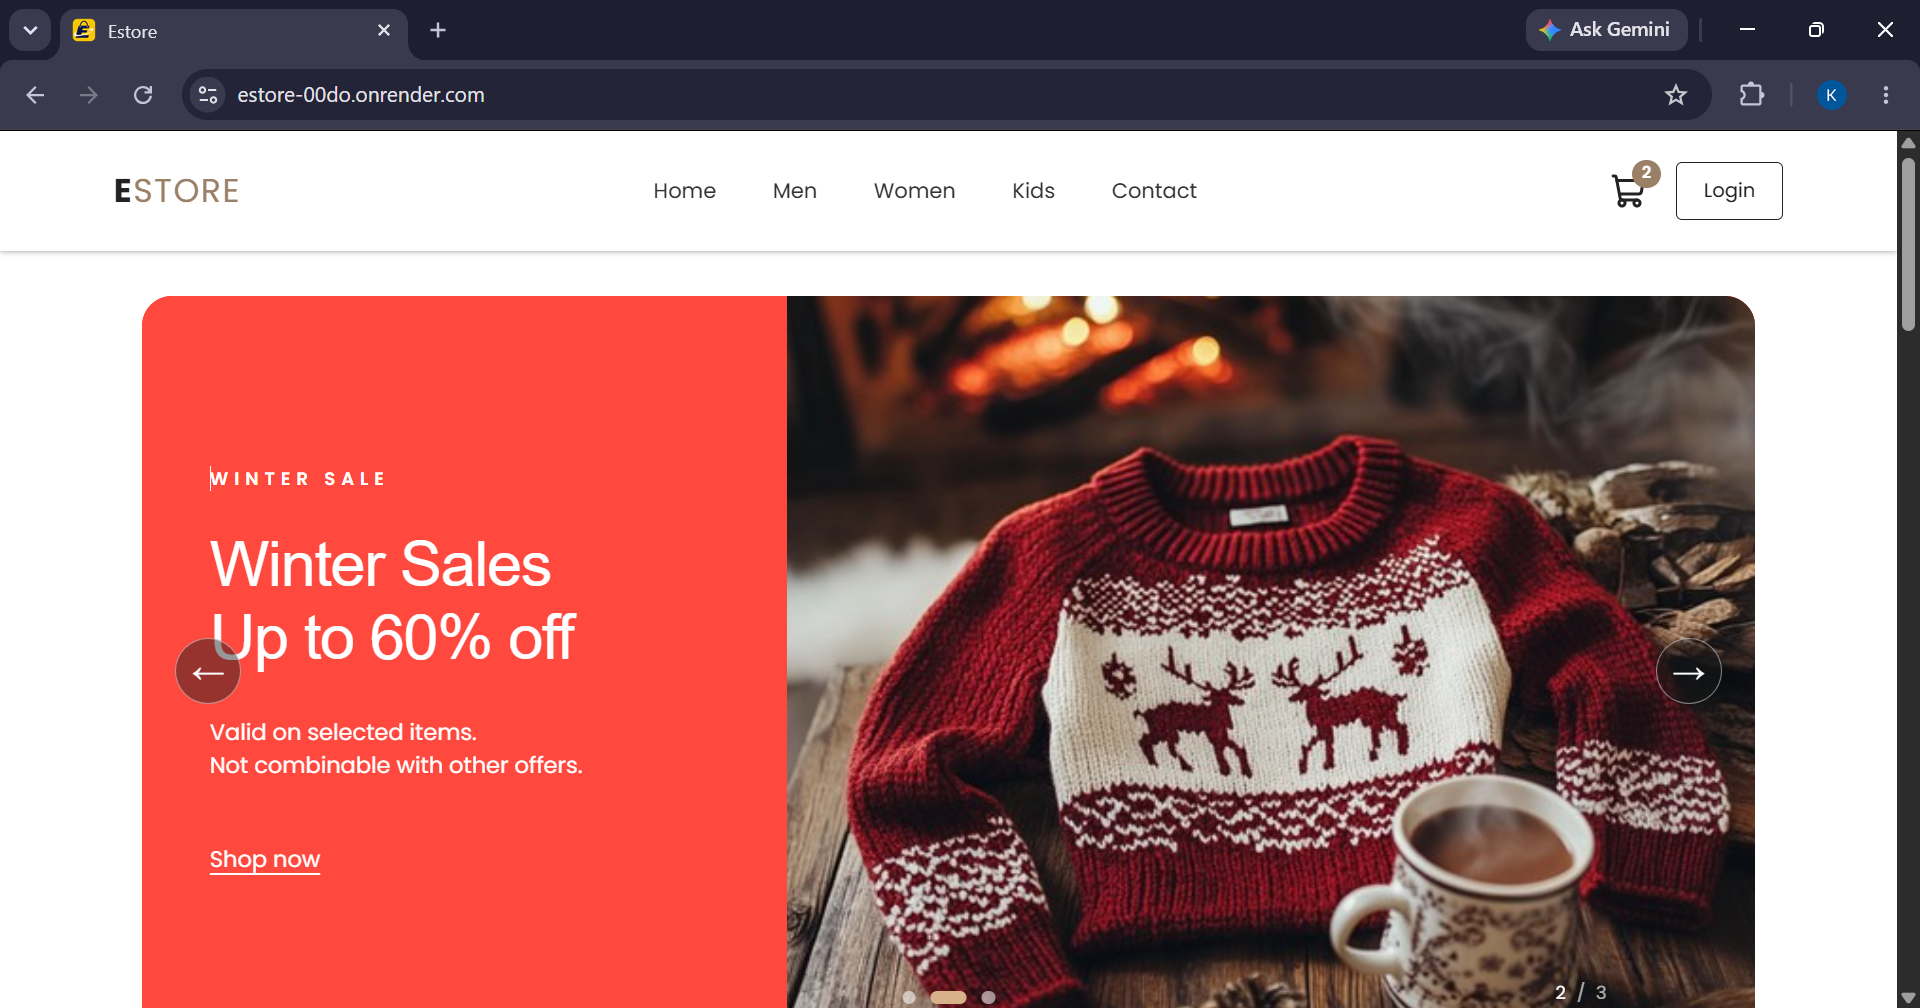 Estore
Ask Gemini
estore-00do.onrender.com
K
ESTORE
Home
Men
Women
Kids
Contact
2
Login
WINTER SALE
Winter Sales
Up to 60% off
Valid on selected items.
Not combinable with other offers.
Shop now
2 / 3